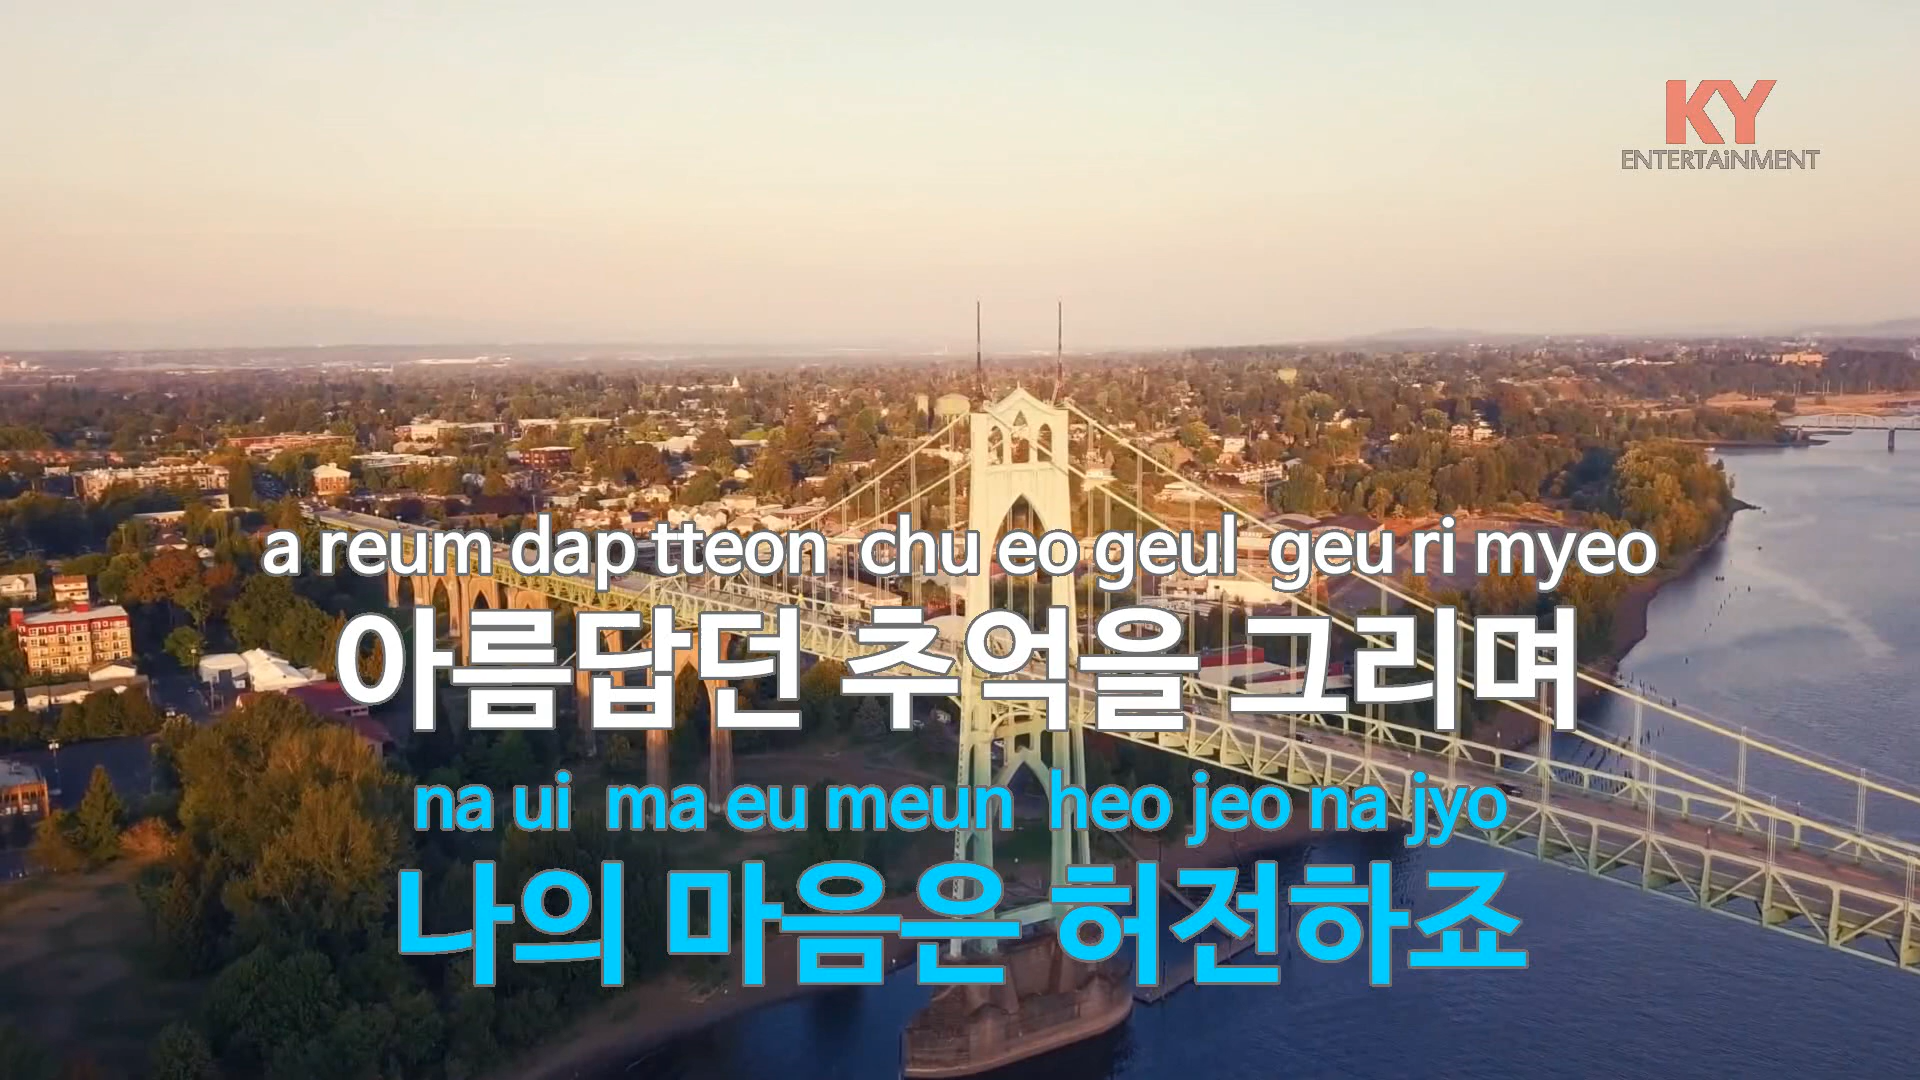 KY
ENTERTAiNMENT
a reum dap tteon chu eo geul geu ri myeo
아름답던 추억을 그리며
na ui ma eu meun heo jeo na jyo
나의 마음은 허전하죠